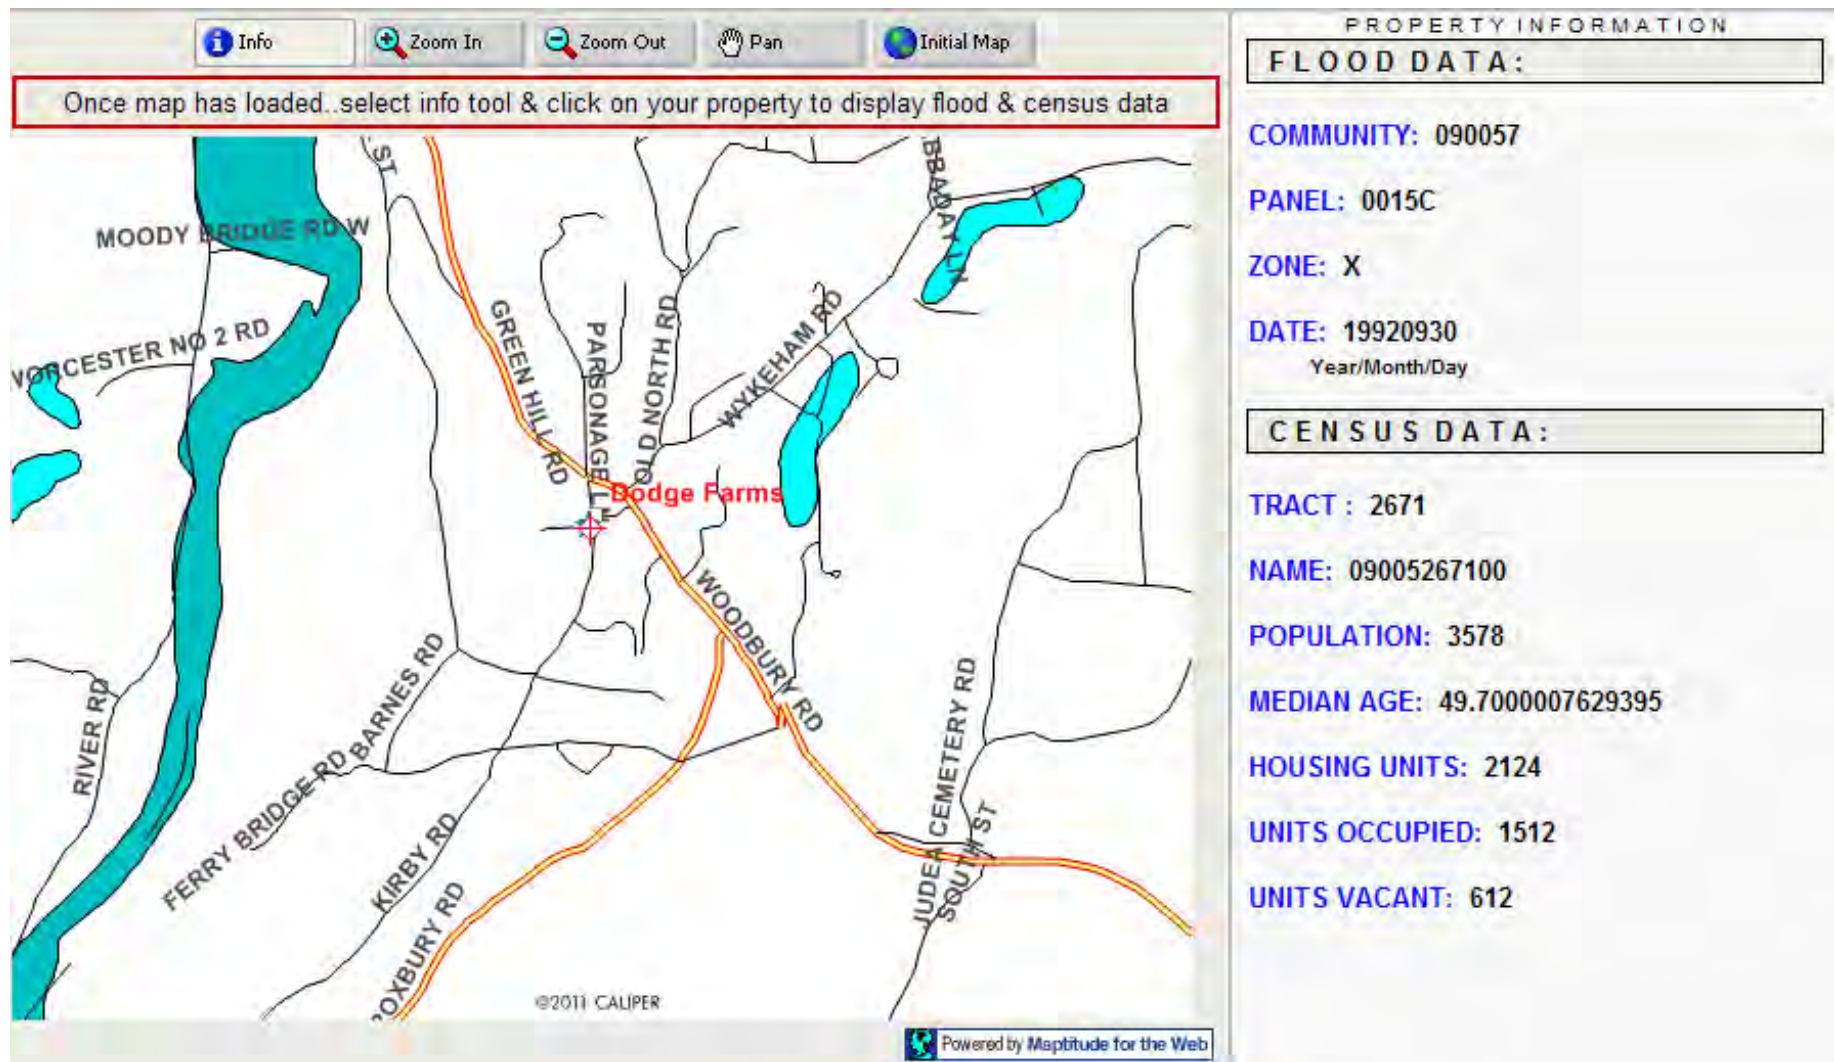 Info
Zoom In
Zoom Out
Pan
Initial Map
Once map has loaded..select info tool & click on your property to display flood & census data
ST
BBADAY LN
MOODY BRIDGE RD W
WORCESTER NO 2 RD
GREEN HILL RD
PARSONAGE LN
OLD NORTH RD
WYKEHAM RD
Dodge Farms
WOODBURY RD
RIVER RD
BARNES RD
FERRY BRIDGE RD
KIRBY RD
ROXBURY RD
JUDEA CEMETERY RD
SOUTH ST
©2011 CALIPER
Powered by Maptitude for the Web
PROPERTY INFORMATION
FLOOD DATA:
COMMUNITY: 090057
PANEL: 0015C
ZONE: X
DATE: 19920930
Year/Month/Day
CENSUS DATA:
TRACT : 2671
NAME: 09005267100
POPULATION: 3578
MEDIAN AGE: 49.7000007629395
HOUSING UNITS: 2124
UNITS OCCUPIED: 1512
UNITS VACANT: 612